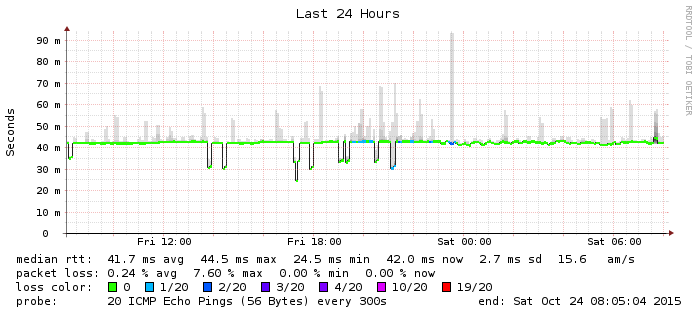 Last 24 Hours
RRDTOOL / TOBI OETIKER
Seconds
90 m
80 m
70 m
60 m
50 m
40 m
30 m
20 m
10 m
0
Fri 12:00 Fri 18:00 Sat 00:00 Sat 06:00
median rtt: 41.7 ms avg 44.5 ms max 24.5 ms min 42.0 ms now 2.7 ms sd 15.6 am/s
packet loss: 0.24 % avg 7.60 % max 0.00 % min 0.00 % now
loss color: 0 1/20 2/20 3/20 4/20 10/20 19/20
probe: 20 ICMP Echo Pings (56 Bytes) every 300s end: Sat Oct 24 08:05:04 2015